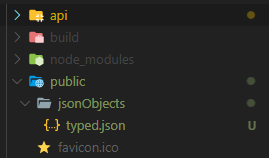 api
build
node_modules
public
jsonObjects
{..} typed.json U
favicon.ico